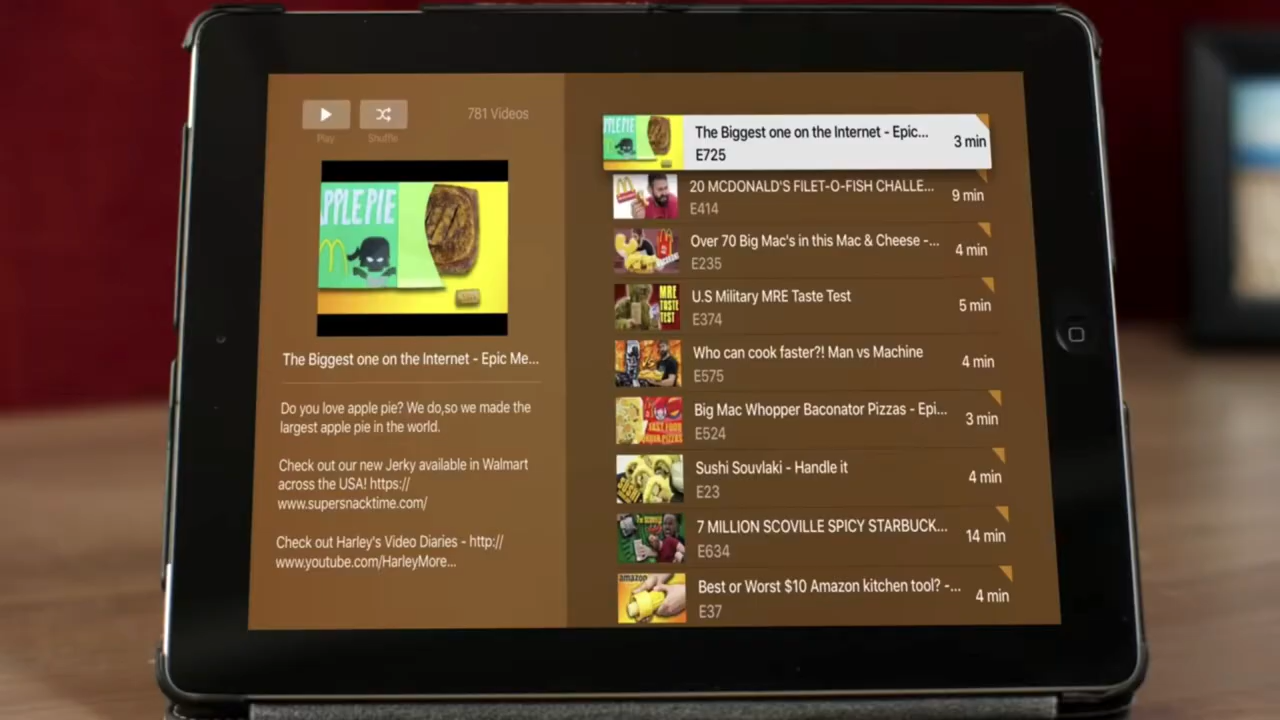 781 Videos
Play
Shuffle
APPLE PIE
The Biggest one on the Internet - Epic Me...
Do you love apple pie? We do,so we made the
largest apple pie in the world.
Check out our new Jerky available in Walmart
across the USA! https://
www.supersnacktime.com/
Check out Harley's Video Diaries - http://
www.youtube.com/HarleyMore...
The Biggest one on the Internet - Epic...
E725
3 min
20 MCDONALD'S FILET-O-FISH CHALLE...
E414
9 min
Over 70 Big Mac's in this Mac & Cheese -...
E235
4 min
MRE
TASTE
TEST
U.S Military MRE Taste Test
E374
5 min
Who can cook faster?! Man vs Machine
E575
4 min
Big Mac Whopper Baconator Pizzas - Epi...
E524
3 min
Sushi Souvlaki - Handle it
E23
4 min
7 MILLION SCOVILLE SPICY STARBUCK...
E634
14 min
amazon
Best or Worst $10 Amazon kitchen tool? -...
E37
4 min